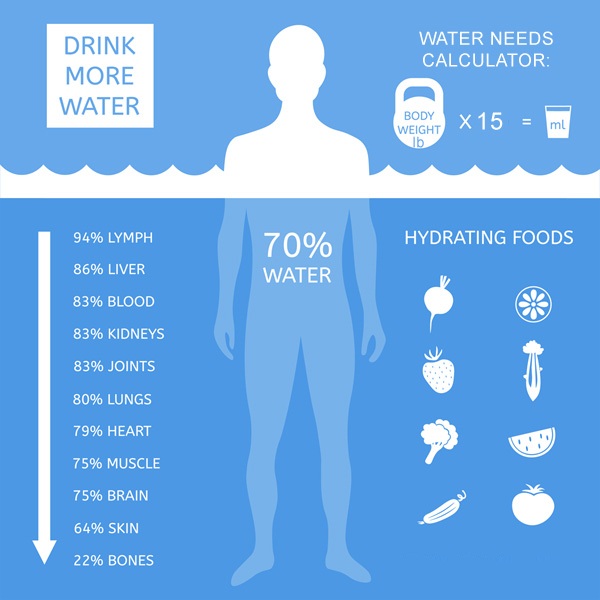 DRINK
MORE
WATER
WATER NEEDS
CALCULATOR:
BODY
WEIGHT
lb
x 15
=
ml
70%
WATER
94% LYMPH
86% LIVER
83% BLOOD
83% KIDNEYS
83% JOINTS
80% LUNGS
79% HEART
75% MUSCLE
75% BRAIN
64% SKIN
22% BONES
HYDRATING FOODS